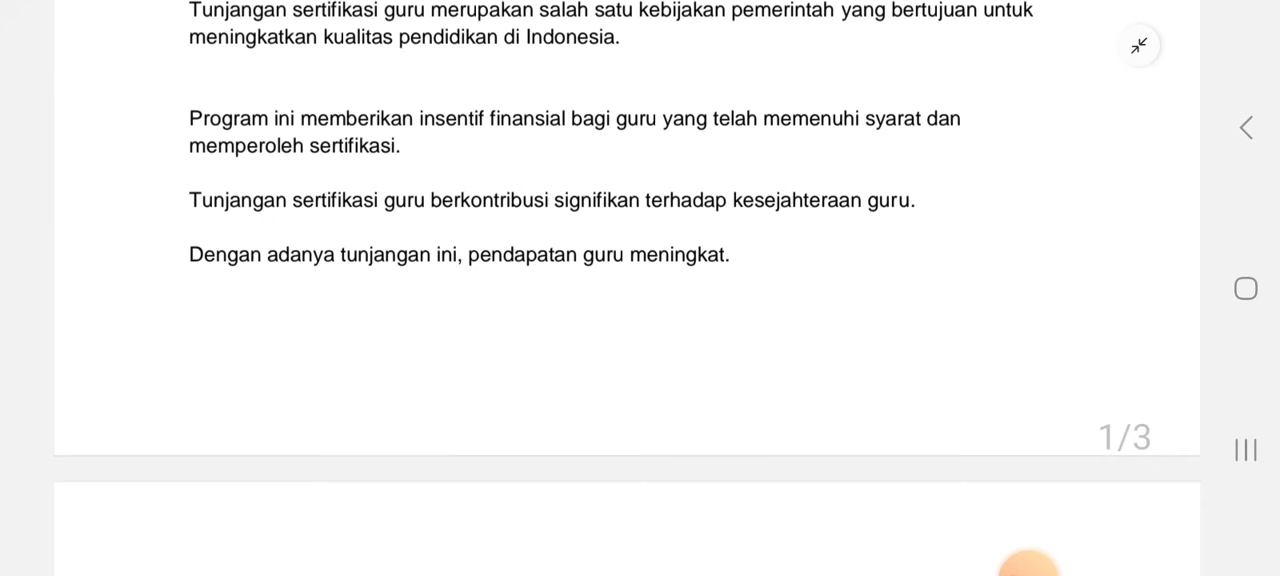 Tunjangan sertifikasi guru merupakan salah satu kebijakan pemerintah yang bertujuan untuk
meningkatkan kualitas pendidikan di Indonesia.
Program ini memberikan insentif finansial bagi guru yang telah memenuhi syarat dan
memperoleh sertifikasi.
Tunjangan sertifikasi guru berkontribusi signifikan terhadap kesejahteraan guru.
Dengan adanya tunjangan ini, pendapatan guru meningkat.
1/3